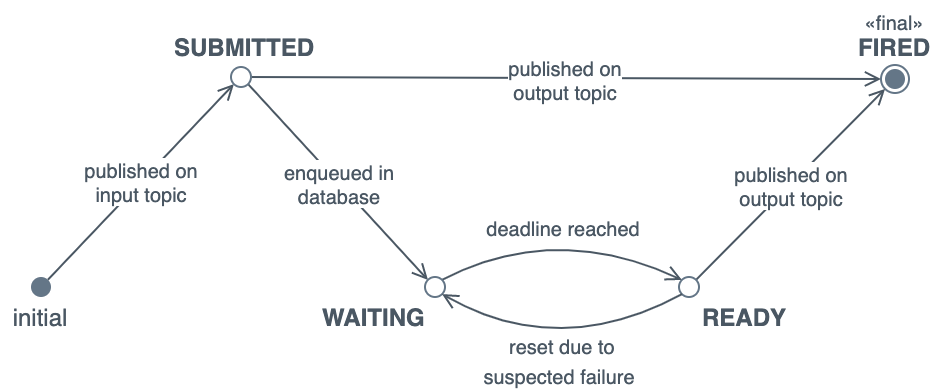 «final»
SUBMITTED
FIRED
published on
output topic
published on
input topic
enqueued in
database
published on
output topic
deadline reached
initial
WAITING
READY
reset due to
suspected failure